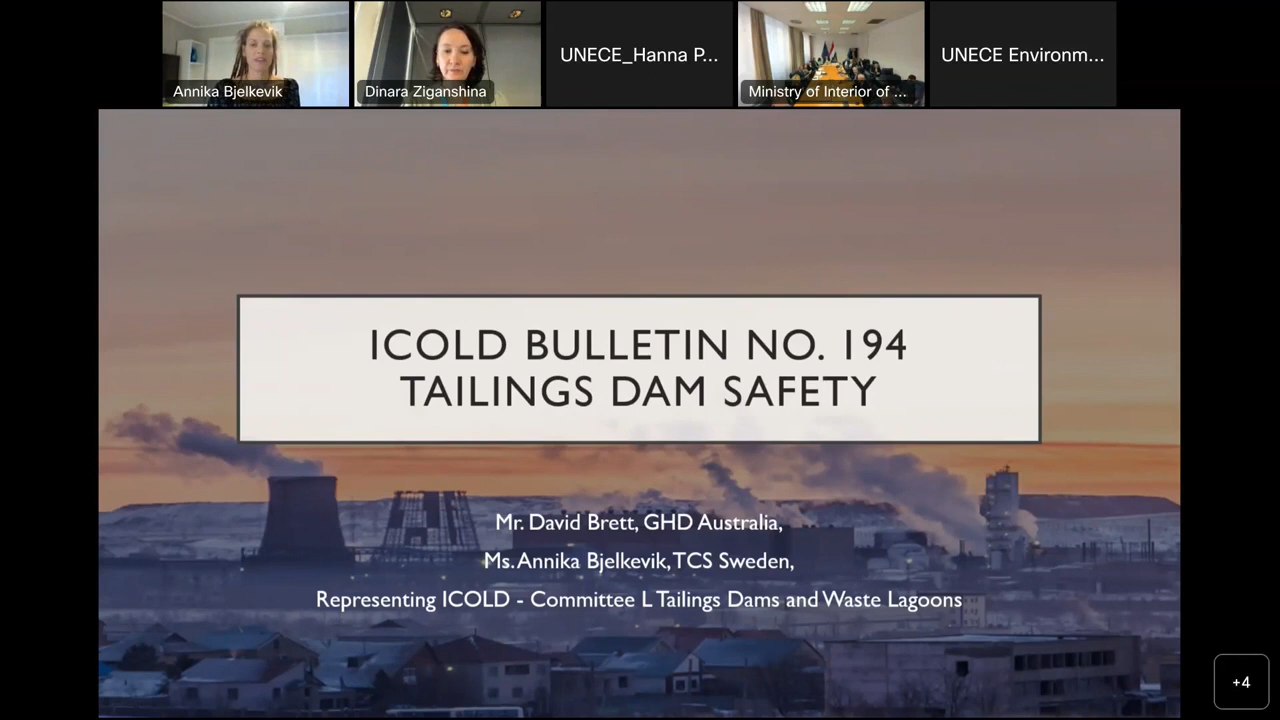 Annika Bjelkevik
Dinara Ziganshina
UNECE_Hanna P...
Ministry of Interior of ...
UNECE Environm...
ICOLD BULLETIN NO. 194
TAILINGS DAM SAFETY
Mr. David Brett, GHD Australia,
Ms. Annika Bjelkevik, TCS Sweden,
Representing ICOLD - Committee L Tailings Dams and Waste Lagoons
+4